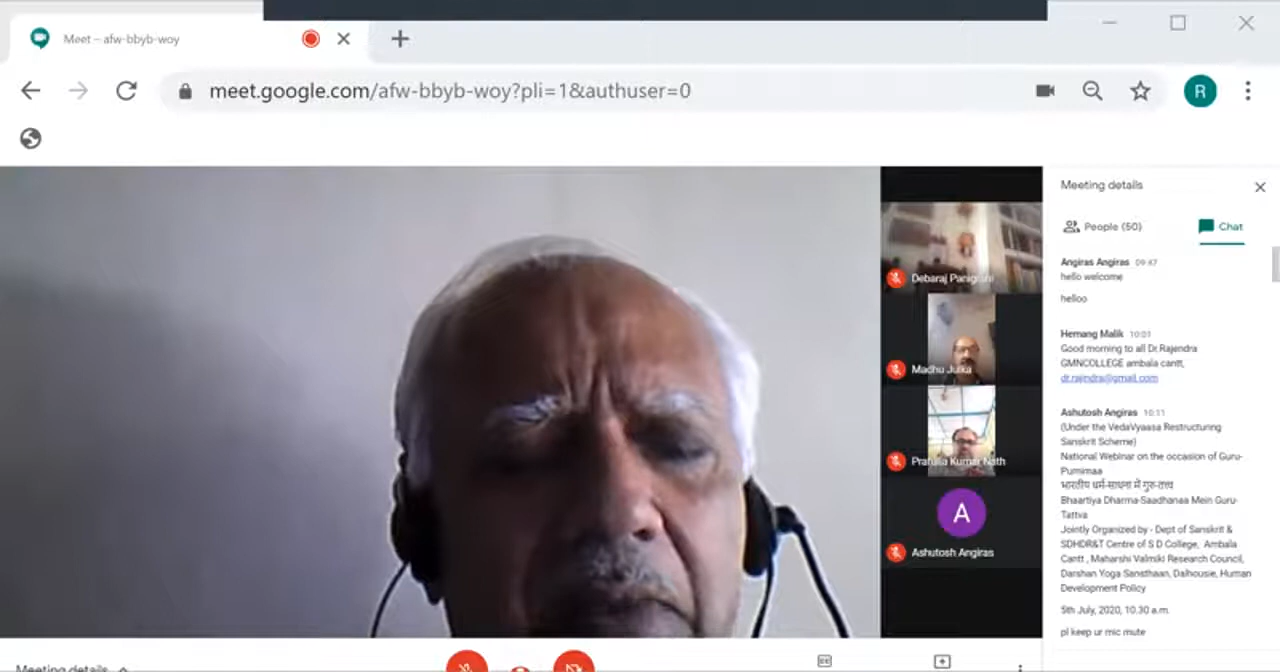 Meet – afw-bbyb-woy
meet.google.com/afw-bbyb-woy?pli=1&authuser=0
R
Meeting details
People (50)
Chat
Angiras Angiras 09:47
hello welcome
helloo
Hemang Malik 10:01
Good morning to all Dr.Rajendra
GMNCOLLEGE ambala cantt,
dr.rajindra@gmail.com
Ashutosh Angiras 10:11
(Under the VedaVyaasa Restructuring
Sanskrit Scheme)
National Webinar on the occasion of Guru-
Purnimaa
भारतीय धर्म-साधना में गुरु-तत्त्व
Bhaartiya Dharma-Saadhanaa Mein Guru-
Tattva
Jointly Organized by - Dept of Sanskrit &
SDHDR&T Centre of S D College, Ambala
Cantt , Maharshi Valmiki Research Council,
Darshan Yoga Sansthaan, Dalhousie, Human
Development Policy
5th July, 2020, 10.30 a.m.
pl keep ur mic mute
Debaraj Panigrahi
Madhu Julka
Prafulla Kumar Nath
A
Ashutosh Angiras
Meeting details